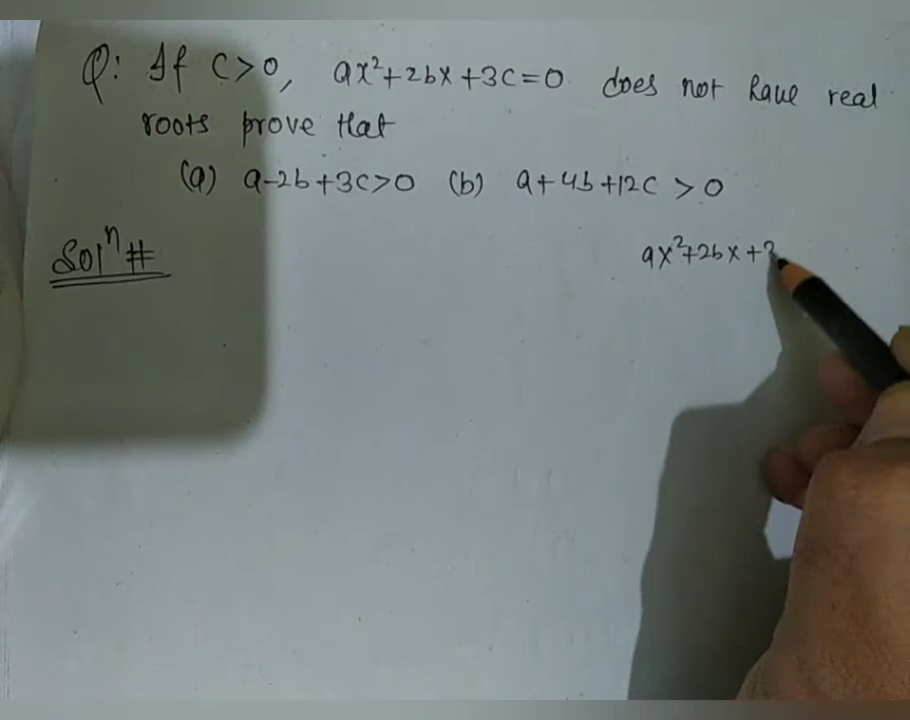 Q: If C>0, ax²+2bx+3c=0 does not have real
roots prove that
(a) a-2b+3c>0 (b) a+4b+12c >0
Solⁿ #
ax²+2bx+